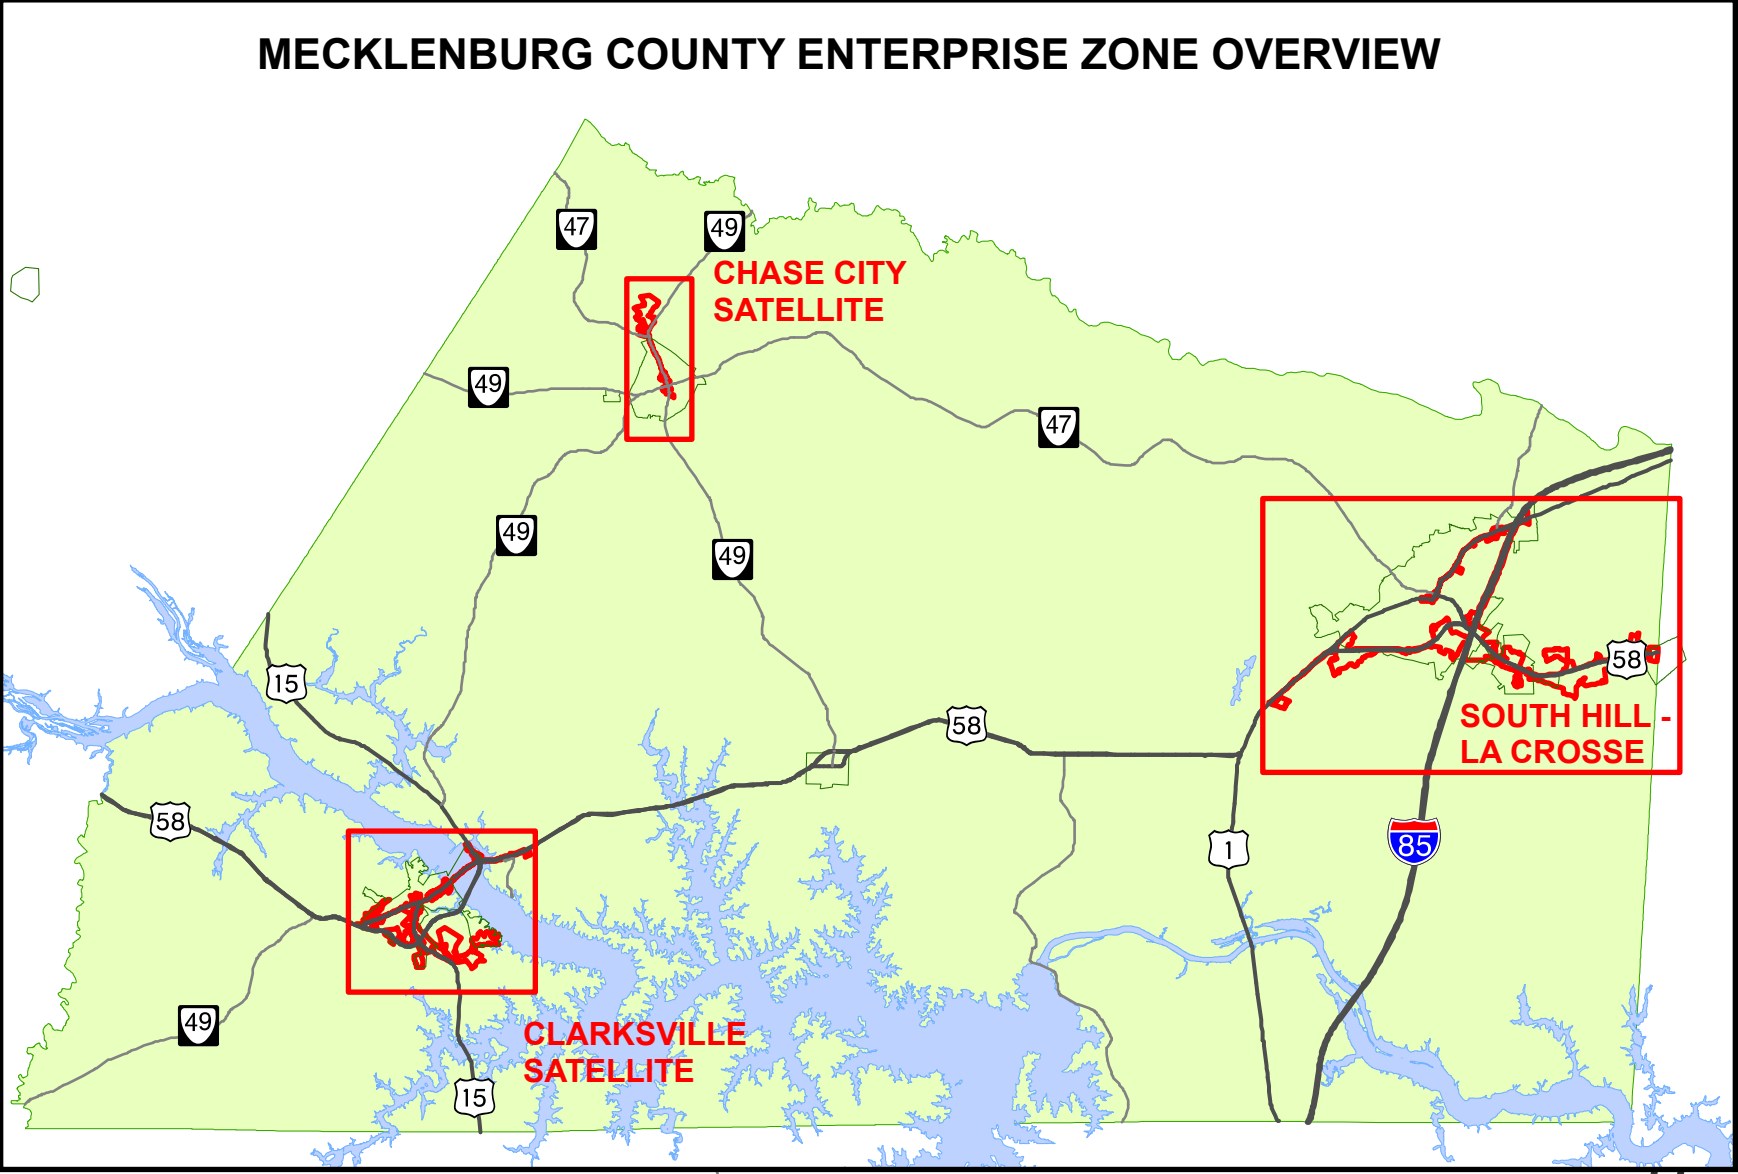 MECKLENBURG COUNTY ENTERPRISE ZONE OVERVIEW
47
49
CHASE CITY
SATELLITE
49
47
49
49
15
58
SOUTH HILL -
LA CROSSE
58
58
1
85
49
CLARKSVILLE
SATELLITE
15